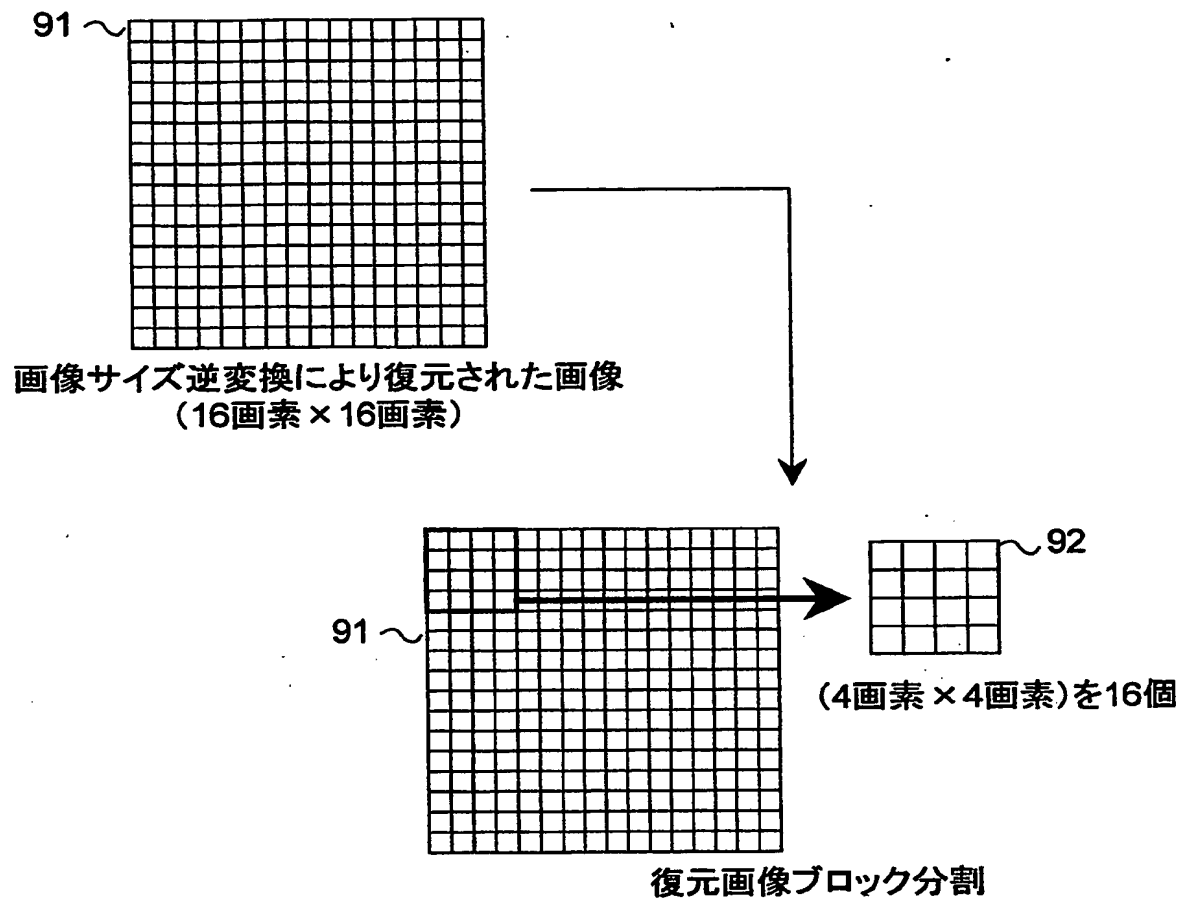 91
画像サイズ逆変換により復元された画像
（16画素×16画素）
92
91
（4画素×4画素）を16個
復元画像ブロック分割